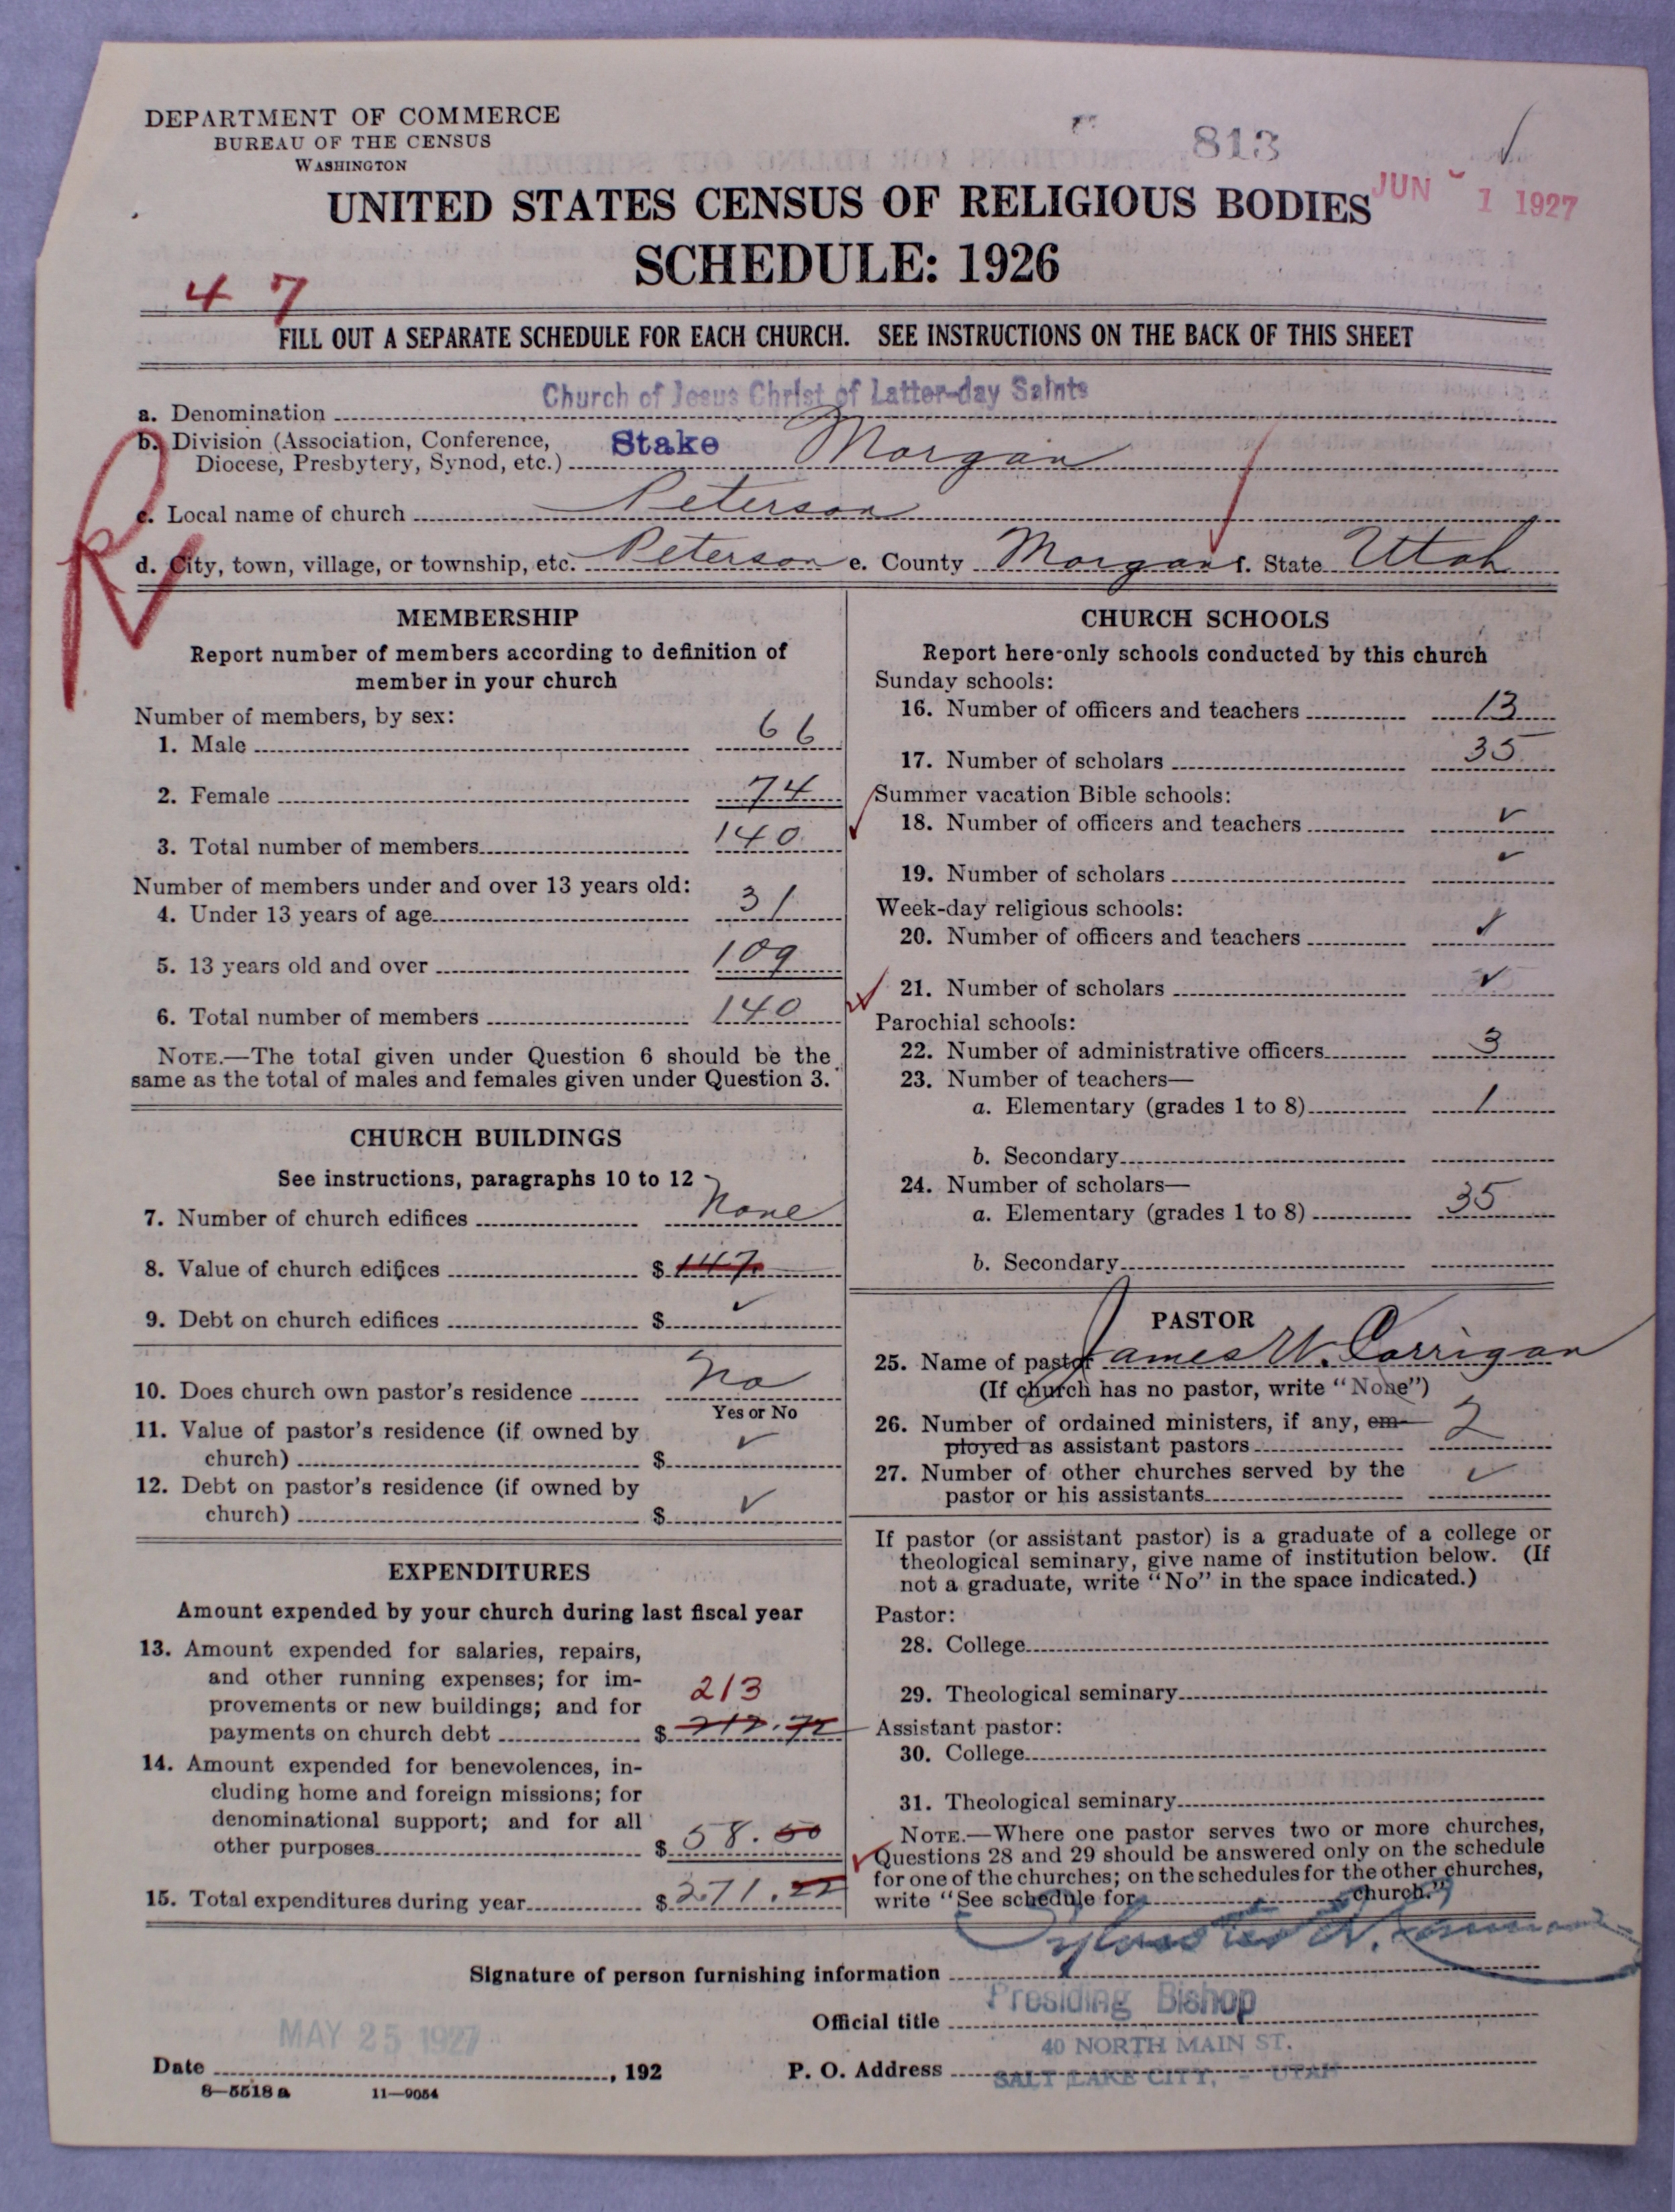 DEPARTMENT OF COMMERCE
BUREAU OF THE CENSUS
WASHINGTON
813
JUN 1 1927
UNITED STATES CENSUS OF RELIGIOUS BODIES
SCHEDULE: 1926
47
FILL OUT A SEPARATE SCHEDULE FOR EACH CHURCH. SEE INSTRUCTIONS ON THE BACK OF THIS SHEET
a. Denomination Church of Jesus Christ of Latter-day Saints
b. Division (Association, Conference, Stake Morgan
Diocese, Presbytery, Synod, etc.)
R
c. Local name of church Peterson
d. City, town, village, or township, etc. Peterson e. County Morgan f. State Utah
MEMBERSHIP
Report number of members according to definition of
member in your church
Number of members, by sex:
1. Male 66
2. Female 74
3. Total number of members 140
Number of members under and over 13 years old:
4. Under 13 years of age 31
5. 13 years old and over 109
6. Total number of members 140
NOTE.—The total given under Question 6 should be the
same as the total of males and females given under Question 3.
CHURCH BUILDINGS
See instructions, paragraphs 10 to 12
7. Number of church edifices None
8. Value of church edifices $ 147.
9. Debt on church edifices $ ✓
10. Does church own pastor's residence No
Yes or No
11. Value of pastor's residence (if owned by
church) $ ✓
12. Debt on pastor's residence (if owned by
church) $ ✓
EXPENDITURES
Amount expended by your church during last fiscal year
13. Amount expended for salaries, repairs,
and other running expenses; for im-
provements or new buildings; and for 213
payments on church debt $ 212.72
14. Amount expended for benevolences, in-
cluding home and foreign missions; for
denominational support; and for all
other purposes $ 58.50
15. Total expenditures during year $ 271.22
CHURCH SCHOOLS
Report here only schools conducted by this church
Sunday schools:
16. Number of officers and teachers 13
17. Number of scholars 35
Summer vacation Bible schools:
18. Number of officers and teachers ✓
19. Number of scholars ✓
Week-day religious schools:
20. Number of officers and teachers ✓
21. Number of scholars ✓
Parochial schools:
22. Number of administrative officers 3
23. Number of teachers—
a. Elementary (grades 1 to 8) 1
b. Secondary
24. Number of scholars—
a. Elementary (grades 1 to 8) 35
b. Secondary
PASTOR
25. Name of pastor James W. Corrigan
(If church has no pastor, write "None")
26. Number of ordained ministers, if any, em-
ployed as assistant pastors 2
27. Number of other churches served by the
pastor or his assistants ✓
If pastor (or assistant pastor) is a graduate of a college or
theological seminary, give name of institution below. (If
not a graduate, write "No" in the space indicated.)
Pastor:
28. College
29. Theological seminary
Assistant pastor:
30. College
31. Theological seminary
NOTE.—Where one pastor serves two or more churches,
Questions 28 and 29 should be answered only on the schedule
for one of the churches; on the schedules for the other churches,
write "See schedule for church."
Signature of person furnishing information
Official title Presiding Bishop
MAY 25 1927
40 NORTH MAIN ST.
Date , 192 P. O. Address SALT LAKE CITY, - UTAH
8—5518a 11—9054